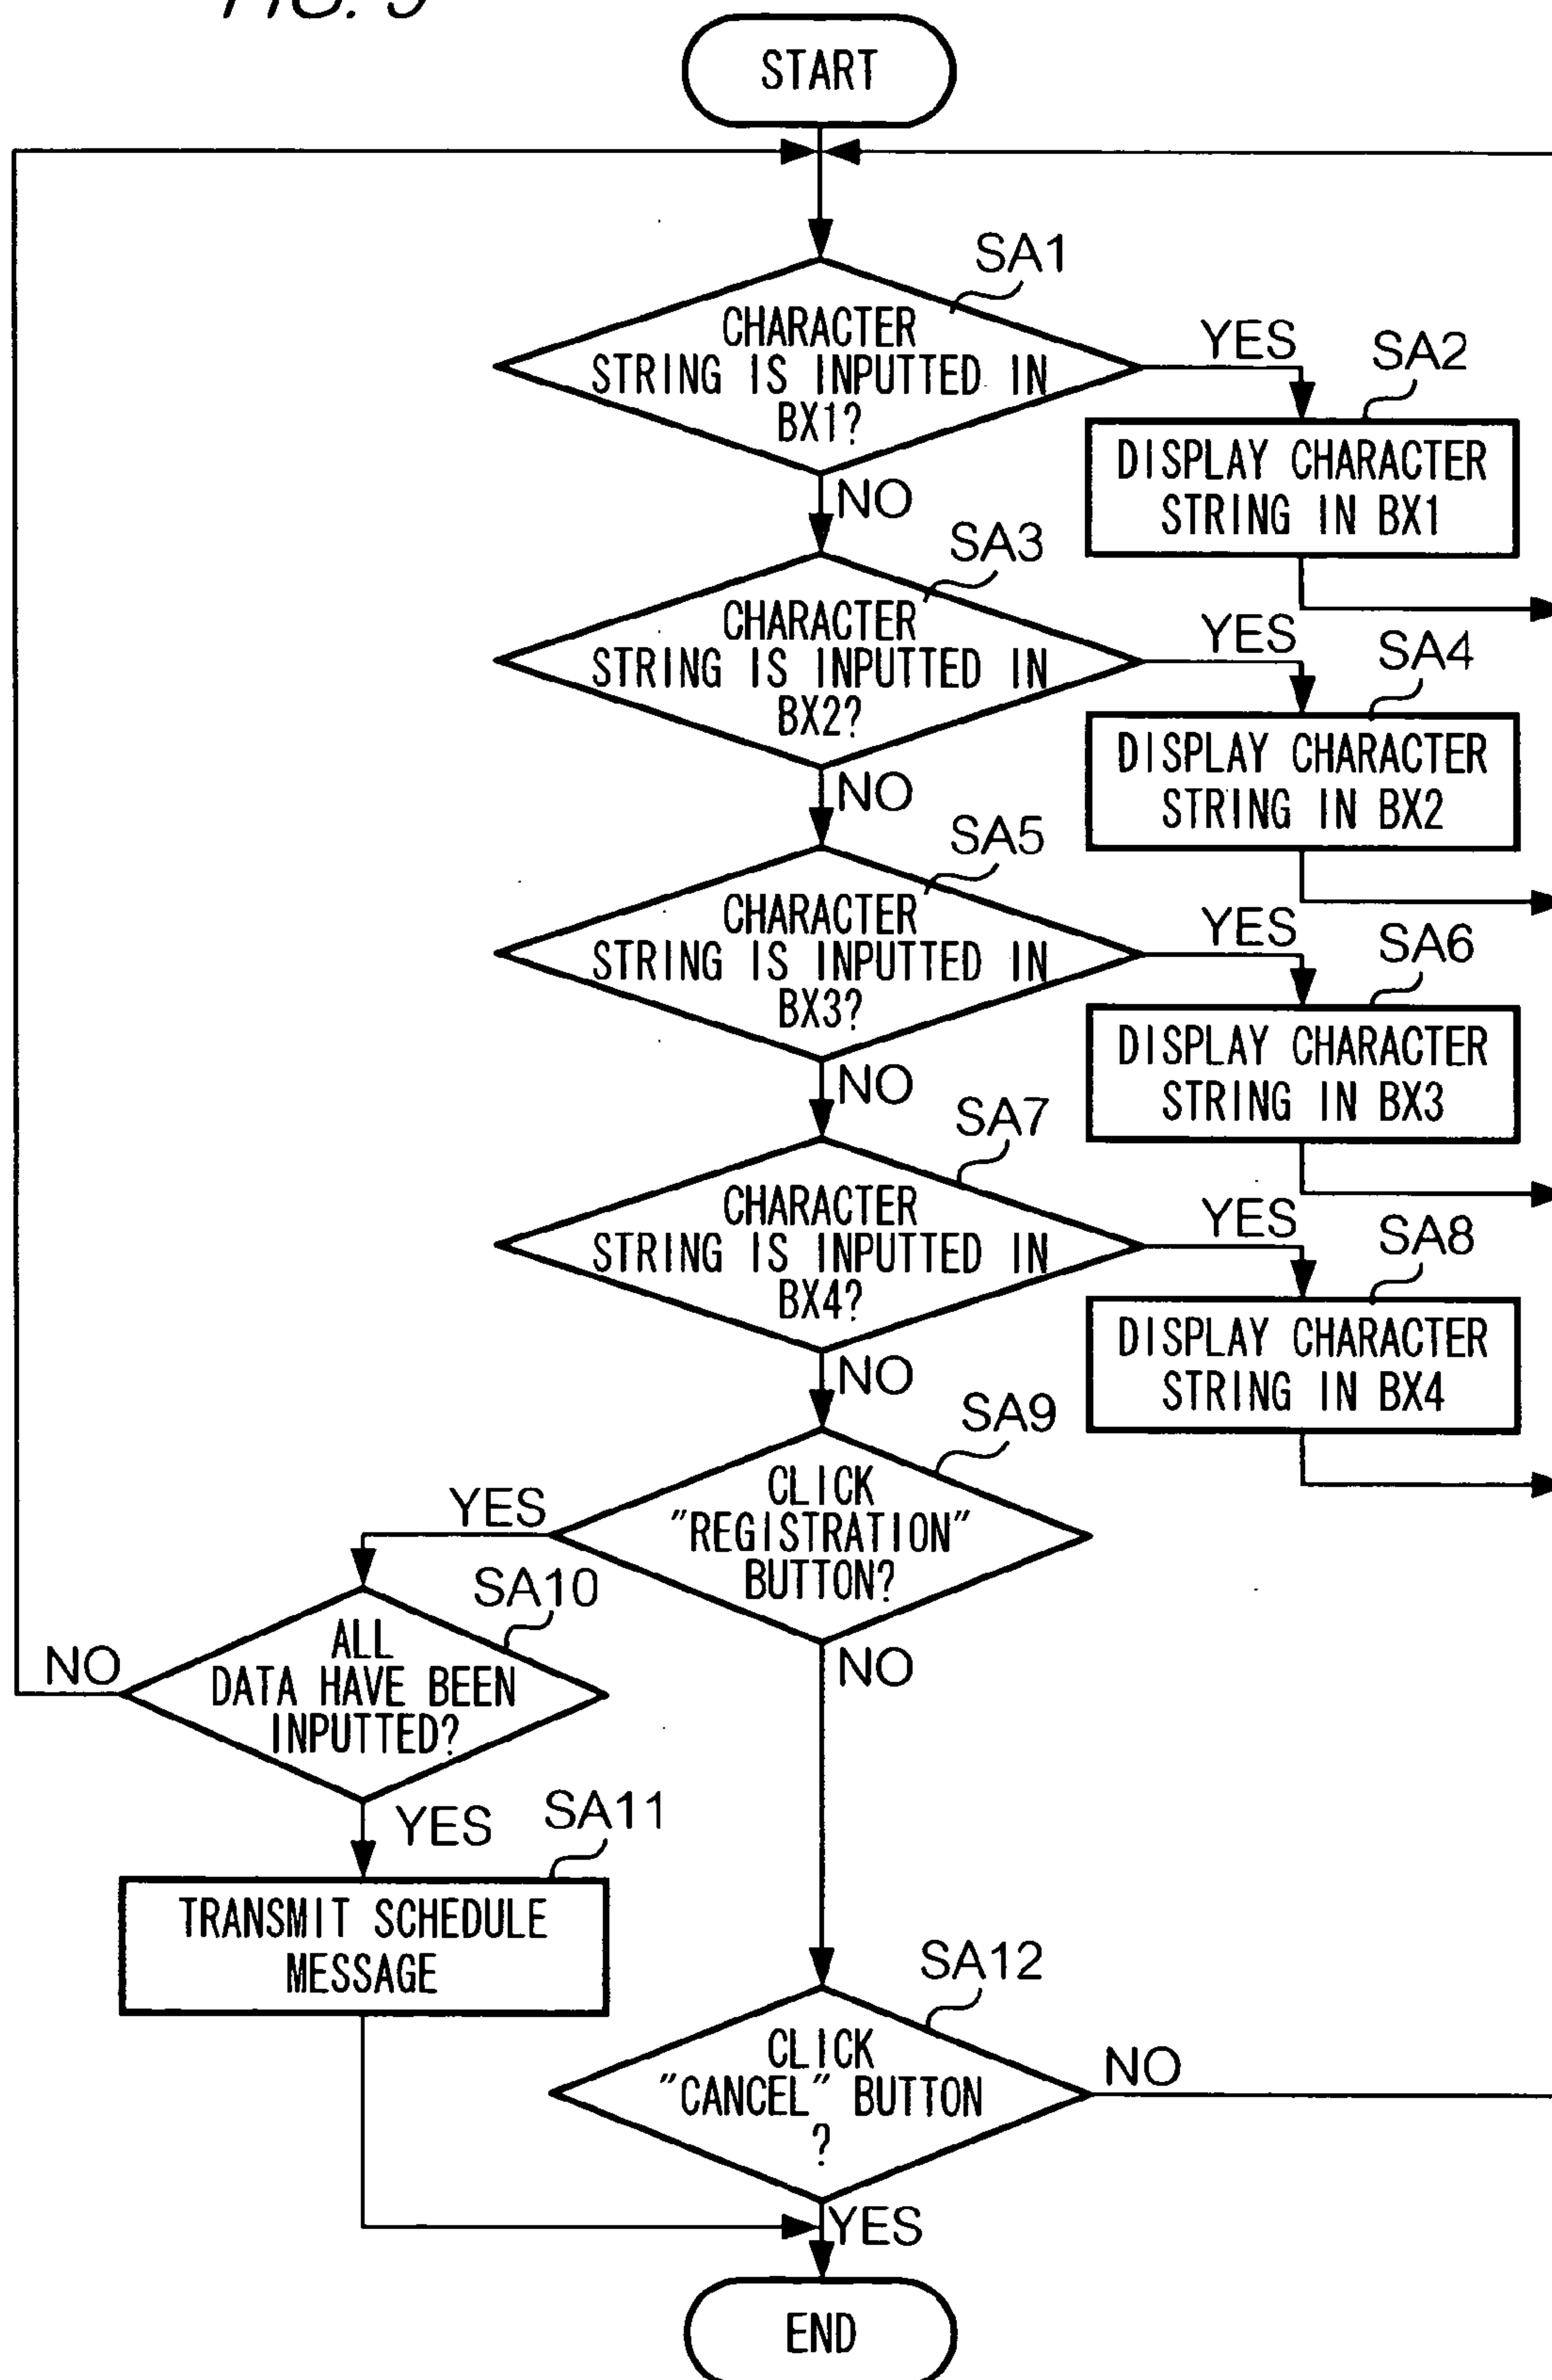 START
SA1
CHARACTER
STRING IS INPUTTED IN
BX1?
YES
SA2
DISPLAY CHARACTER
STRING IN BX1
NO
SA3
CHARACTER
STRING IS INPUTTED IN
BX2?
YES
SA4
DISPLAY CHARACTER
STRING IN BX2
NO
SA5
CHARACTER
STRING IS INPUTTED IN
BX3?
YES
SA6
DISPLAY CHARACTER
STRING IN BX3
NO
SA7
CHARACTER
STRING IS INPUTTED IN
BX4?
YES
SA8
DISPLAY CHARACTER
STRING IN BX4
NO
SA9
CLICK
"REGISTRATION"
BUTTON?
YES
SA10
ALL
DATA HAVE BEEN
INPUTTED?
NO
NO
YES
SA11
TRANSMIT SCHEDULE
MESSAGE
SA12
CLICK
"CANCEL" BUTTON
?
NO
YES
END